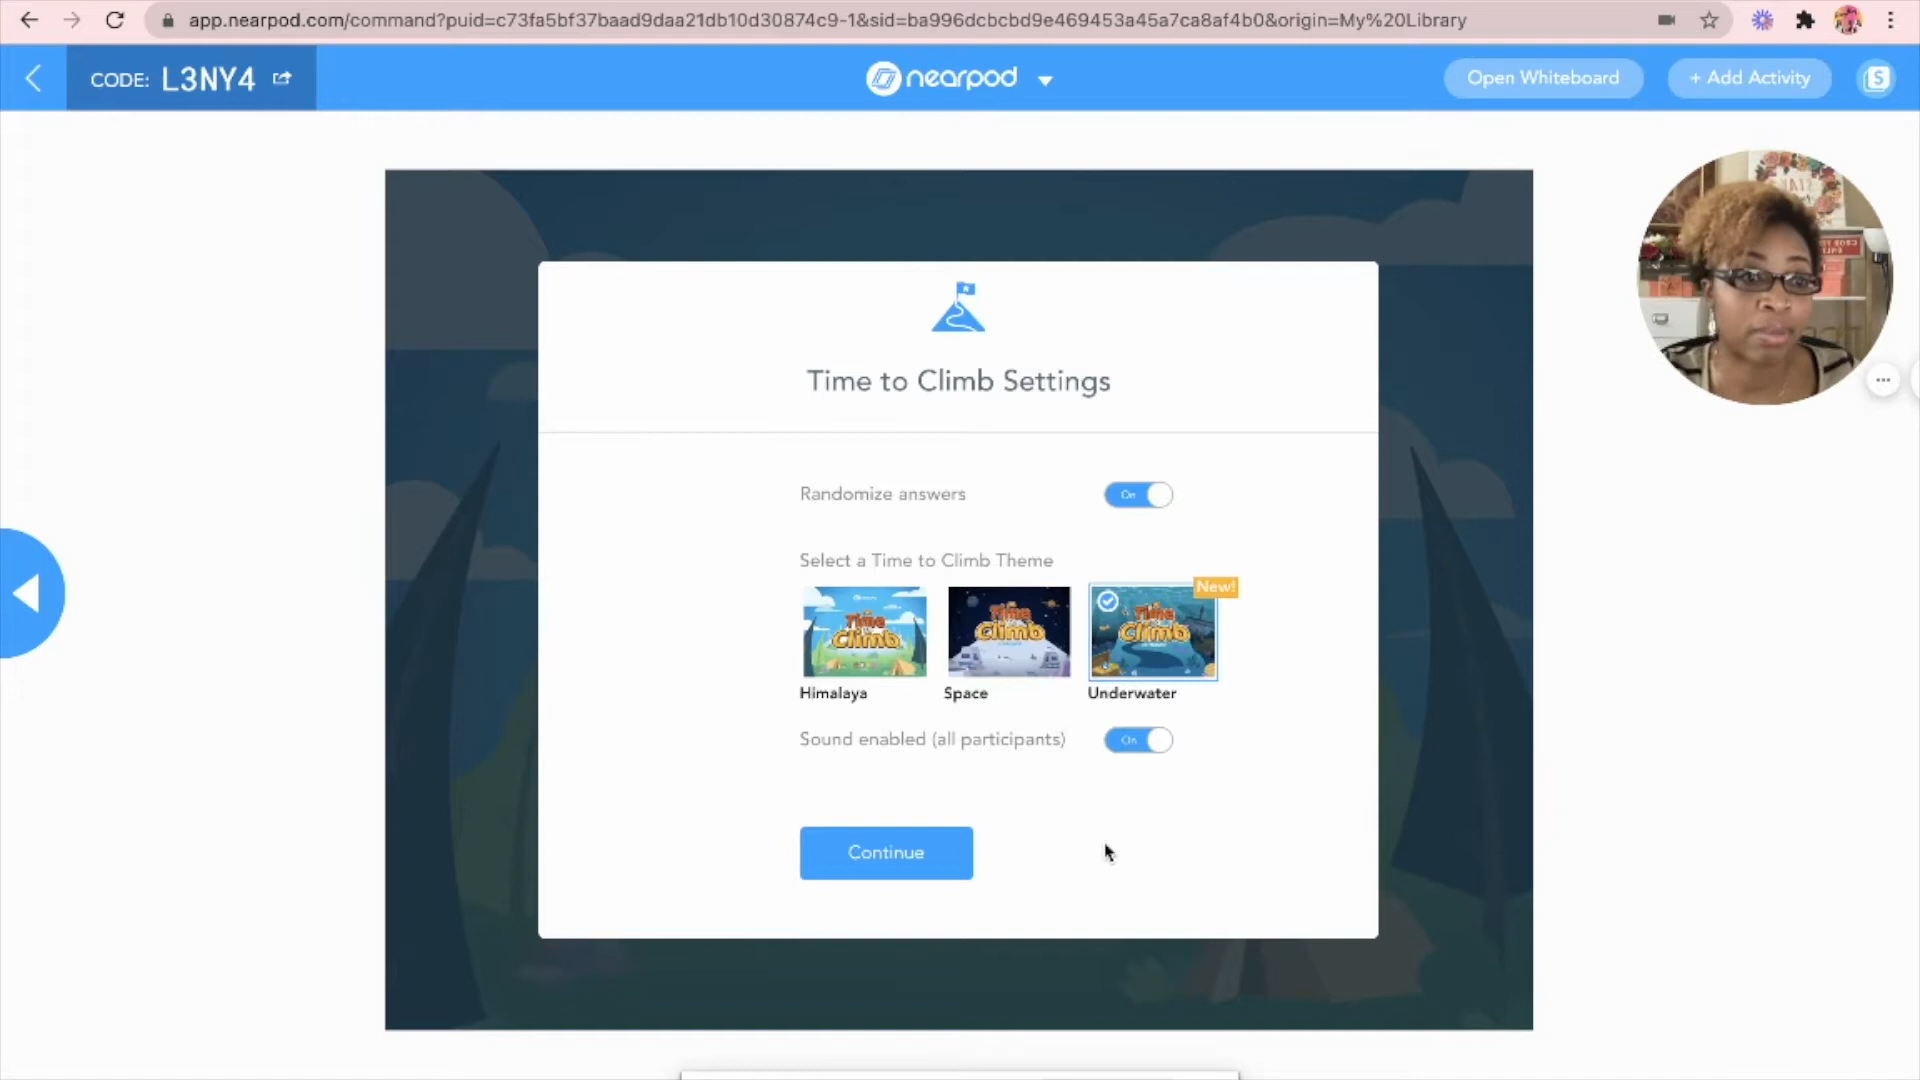 app.nearpod.com/command?puid=c73fa5bf37baad9daa21db10d30874c9-1&sid=ba996dcbcbd9e469453a45a7ca8af4b0&origin=My%20Library
CODE: L3NY4
nearpod
Open Whiteboard
+ Add Activity
S
Time to Climb Settings
Randomize answers
On
Select a Time to Climb Theme
New!
Time to Climb
Time to Climb
Time to Climb
Himalaya
Space
Underwater
Sound enabled (all participants)
On
Continue